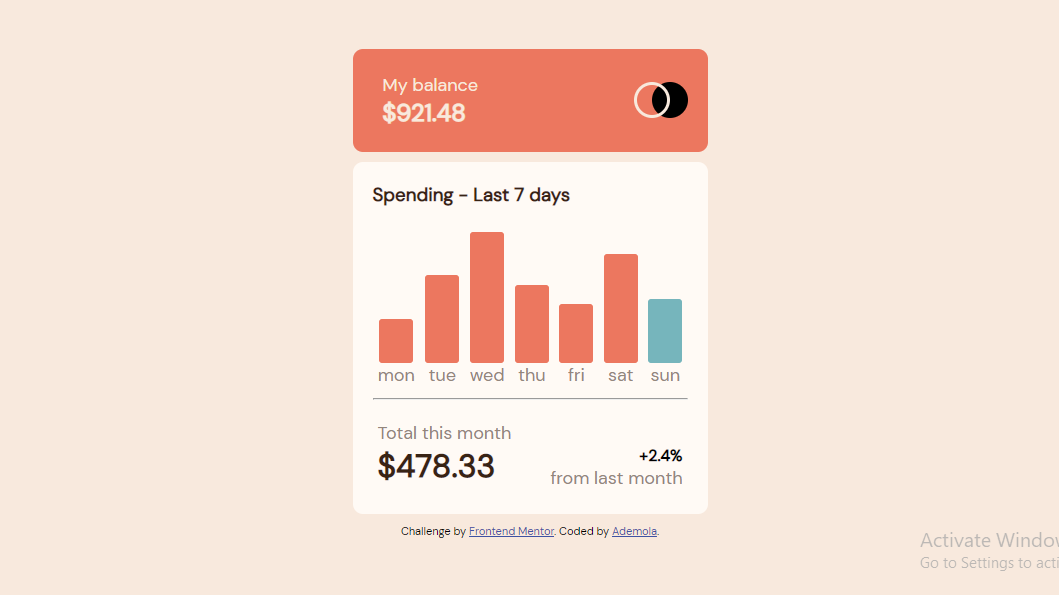 My balance
$921.48
Spending - Last 7 days
mon tue wed thu fri sat sun
Total this month
$478.33
+2.4%
from last month
Challenge by Frontend Mentor. Coded by Ademola.
Activate Window
Go to Settings to acti